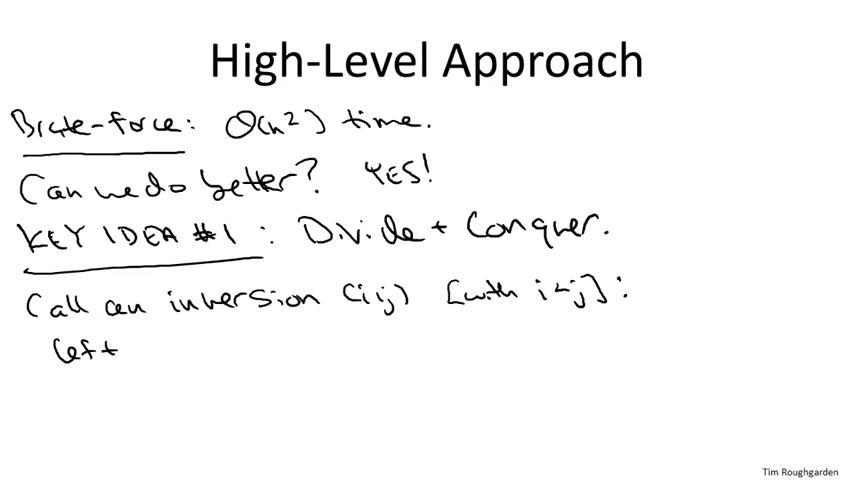 High-Level Approach
Brute-force: Θ(n²) time.
Can we do better? YES!
KEY IDEA #1: Divide + Conquer.
Call an inversion (i,j) [with i<j]:
left
Tim Roughgarden